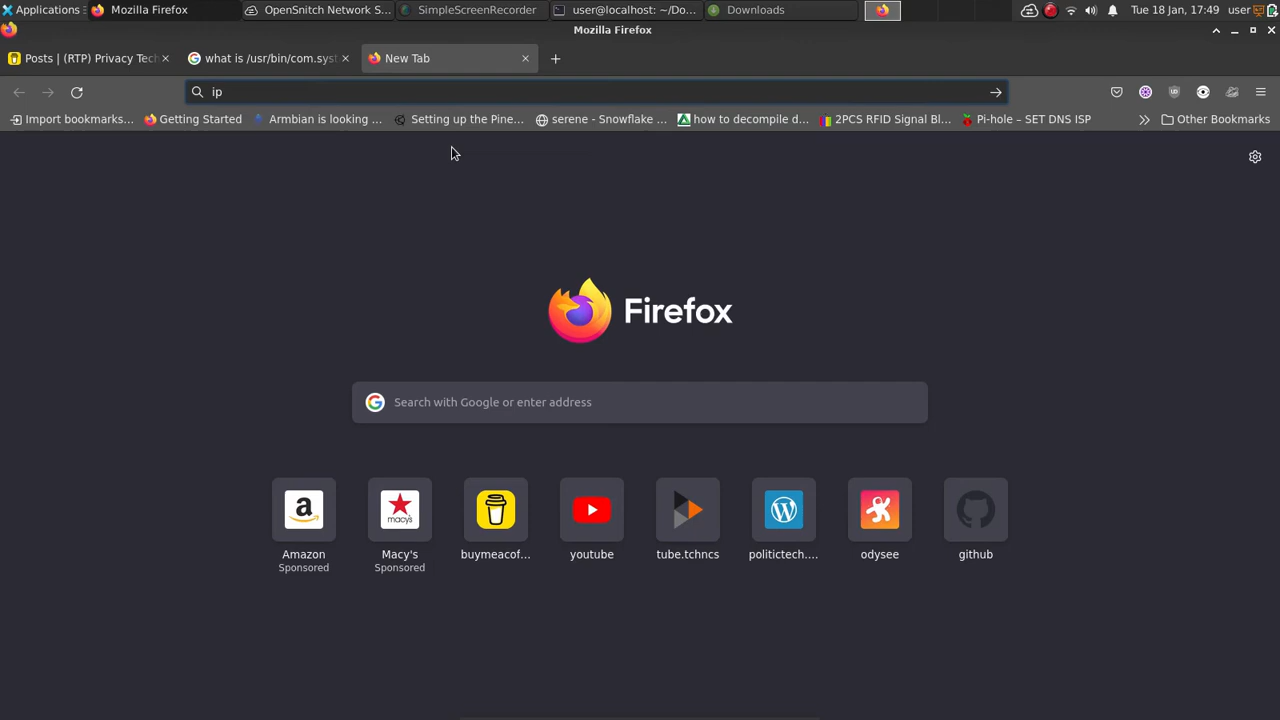 Applications
Mozilla Firefox
OpenSnitch Network S...
SimpleScreenRecorder
user@localhost: ~/Do...
Downloads
Tue 18 Jan, 17:49
user
Mozilla Firefox
Posts | (RTP) Privacy Tech
what is /usr/bin/com.syst
New Tab
ip
Import bookmarks...
Getting Started
Armbian is looking ...
Setting up the Pine...
serene - Snowflake ...
how to decompile d...
2PCS RFID Signal Bl...
Pi-hole – SET DNS ISP
Other Bookmarks
Firefox
Search with Google or enter address
Amazon
Sponsored
Macy's
Sponsored
buymeacof...
youtube
tube.tchncs
politictech....
odysee
github